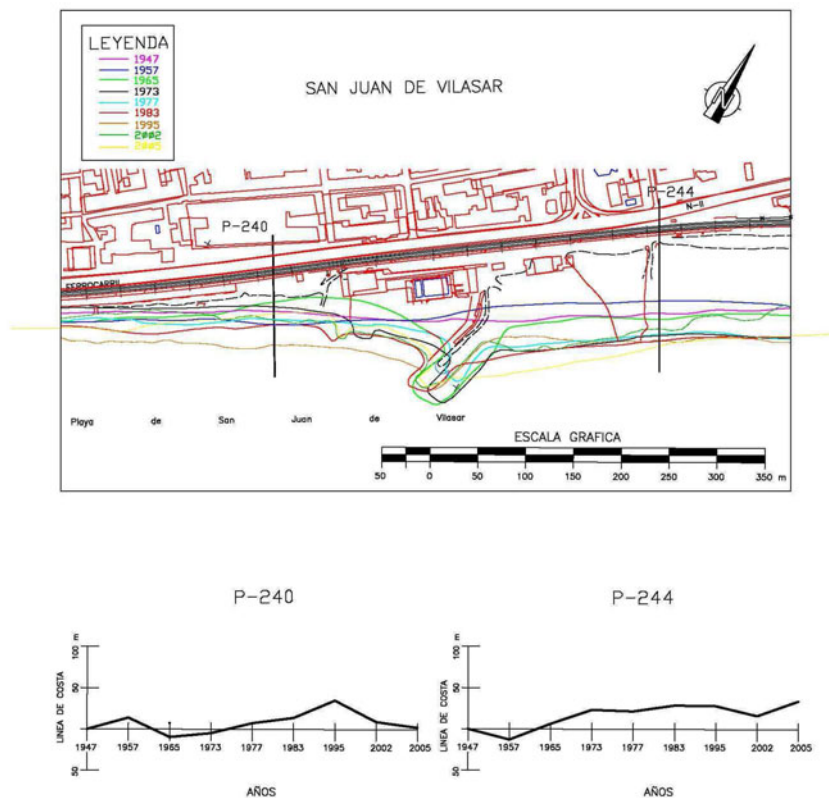 LEYENDA
1947
1957
1965
1973
1977
1983
1995
2002
2005
SAN JUAN DE VILASAR
N
P-244
N-II
P-240
FERROCARRIL
Playa de San Juan de Vilasar
ESCALA GRAFICA
50 0 50 100 150 200 250 300 350 m
P-240
m
100
50
LINEA DE COSTA
50
1947 1957 1965 1973 1977 1983 1995 2002 2005
AÑOS
P-244
m
100
50
LINEA DE COSTA
50
1947 1957 1965 1973 1977 1983 1995 2002 2005
AÑOS